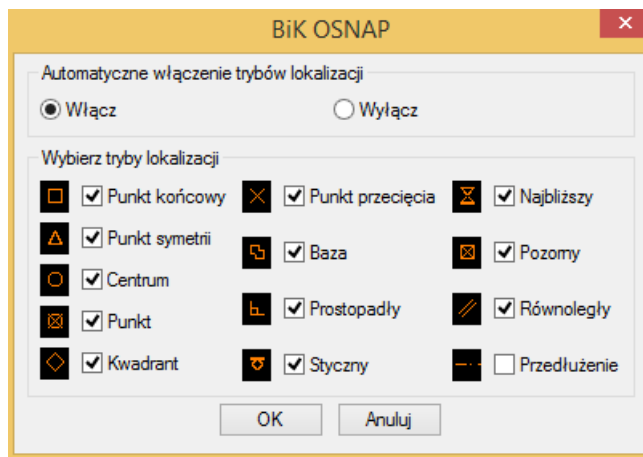 BiK OSNAP
Automatyczne włączenie trybów lokalizacji
Włącz
Wyłącz
Wybierz tryby lokalizacji
Punkt końcowy
Punkt symetrii
Centrum
Punkt
Kwadrant
Punkt przecięcia
Baza
Prostopadły
Styczny
Najbliższy
Pozorny
Równoległy
Przedłużenie
OK
Anuluj